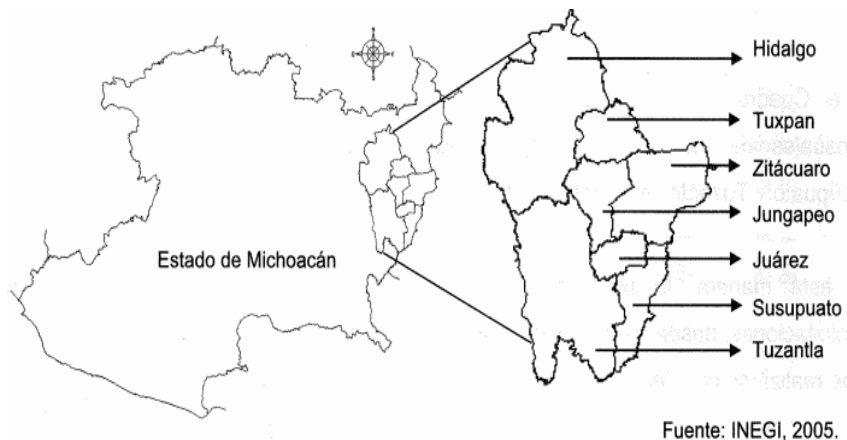 Hidalgo
Tuxpan
Zitácuaro
Jungapeo
Estado de Michoacán
Juárez
Susupuato
Tuzantla
Fuente: INEGI, 2005.